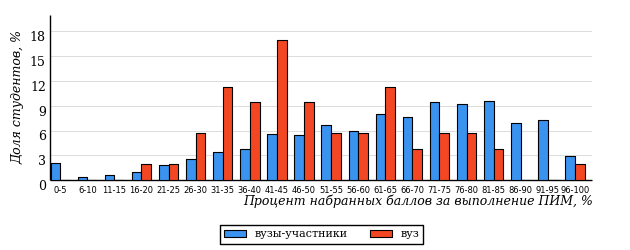 Доля студентов, %
18
15
12
9
6
3
0
0-5 6-10 11-15 16-20 21-25 26-30 31-35 36-40 41-45 46-50 51-55 56-60 61-65 66-70 71-75 76-80 81-85 86-90 91-95 96-100
Процент набранных баллов за выполнение ПИМ, %
вузы-участники вуз